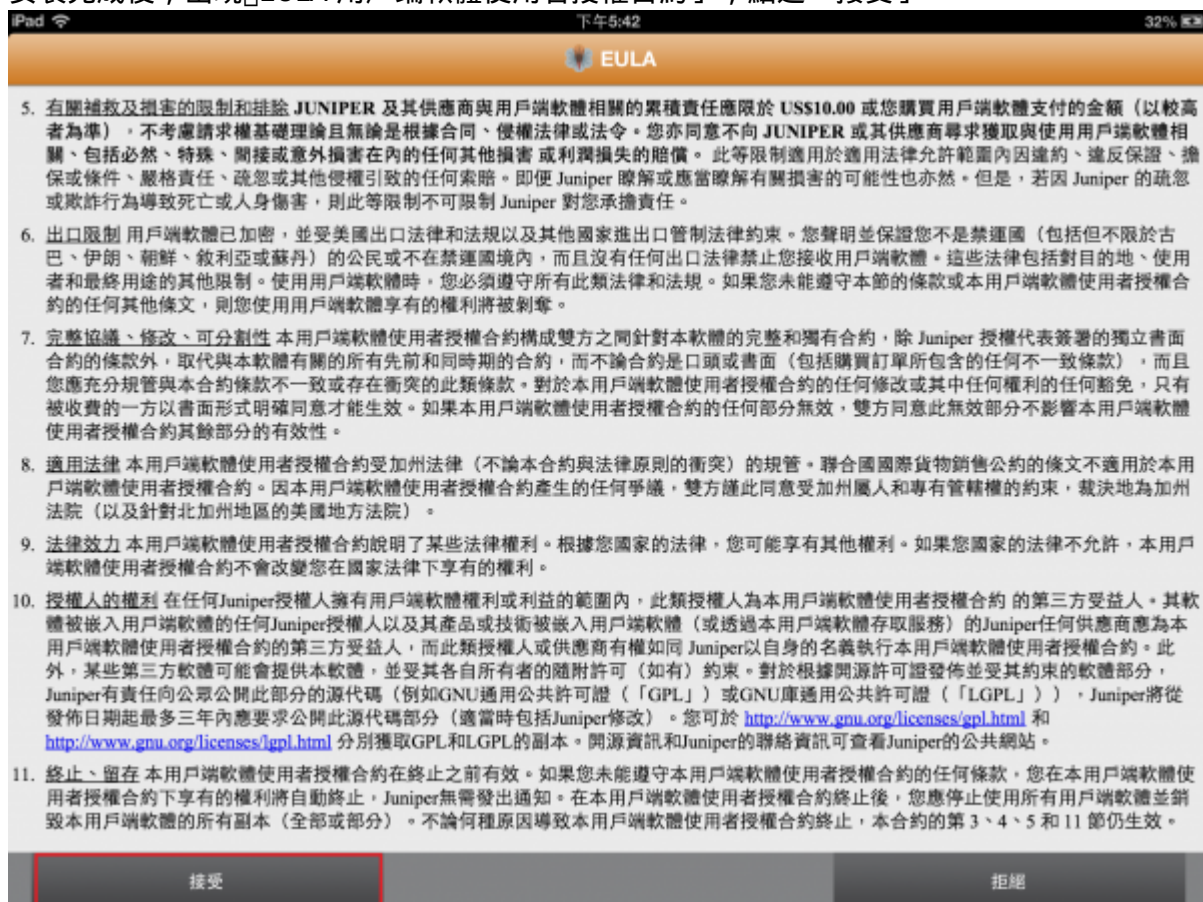 安裝完成後，出現「EULA用戶端軟體使用者授權合約」，點選「接受」
iPad 下午5:42 32%
EULA
5. 有關補救及損害的限制和排除 JUNIPER 及其供應商與用戶端軟體相關的累積責任應限於 US$10.00 或您購買用戶端軟體支付的金額（以較高
者為準），不考慮請求權基礎理論且無論是根據合同、侵權法律或法令。您亦同意不向 JUNIPER 或其供應商尋求獲取與使用用戶端軟體相
關、包括必然、特殊、間接或意外損害在內的任何其他損害 或利潤損失的賠償。 此等限制適用於適用法律允許範圍內因違約、違反保證、擔
保或條件、嚴格責任、疏忽或其他侵權引致的任何索賠。即便 Juniper 瞭解或應當瞭解有關損害的可能性也亦然。但是，若因 Juniper 的疏忽
或欺詐行為導致死亡或人身傷害，則此等限制不可限制 Juniper 對您承擔責任。
6. 出口限制 用戶端軟體已加密，並受美國出口法律和法規以及其他國家進出口管制法律約束。您聲明並保證您不是禁運國（包括但不限於古
巴、伊朗、朝鮮、敘利亞或蘇丹）的公民或不在禁運國境內，而且沒有任何出口法律禁止您接收用戶端軟體。這些法律包括對目的地、使用
者和最終用途的其他限制。使用用戶端軟體時，您必須遵守所有此類法律和法規。如果您未能遵守本節的條款或本用戶端軟體使用者授權合
約的任何其他條文，則您使用用戶端軟體享有的權利將被剝奪。
7. 完整協議、修改、可分割性 本用戶端軟體使用者授權合約構成雙方之間針對本軟體的完整和獨有合約，除 Juniper 授權代表簽署的獨立書面
合約的條款外，取代與本軟體有關的所有先前和同時期的合約，而不論合約是口頭或書面（包括購買訂單所包含的任何不一致條款），而且
您應充分規管與本合約條款不一致或存在衝突的此類條款。對於本用戶端軟體使用者授權合約的任何修改或其中任何權利的任何豁免，只有
被收費的一方以書面形式明確同意才能生效。如果本用戶端軟體使用者授權合約的任何部分無效，雙方同意此無效部分不影響本用戶端軟體
使用者授權合約其餘部分的有效性。
8. 適用法律 本用戶端軟體使用者授權合約受加州法律（不論本合約與法律原則的衝突）的規管。聯合國國際貨物銷售公約的條文不適用於本用
戶端軟體使用者授權合約。因本用戶端軟體使用者授權合約產生的任何爭議，雙方謹此同意受加州屬人和專有管轄權的約束，裁決地為加州
法院（以及針對北加州地區的美國地方法院）。
9. 法律效力 本用戶端軟體使用者授權合約說明了某些法律權利。根據您國家的法律，您可能享有其他權利。如果您國家的法律不允許，本用戶
端軟體使用者授權合約不會改變您在國家法律下享有的權利。
10. 授權人的權利 在任何Juniper授權人擁有用戶端軟體權利或利益的範圍內，此類授權人為本用戶端軟體使用者授權合約 的第三方受益人。其軟
體被嵌入用戶端軟體的任何Juniper授權人以及其產品或技術被嵌入用戶端軟體（或透過本用戶端軟體存取服務）的Juniper任何供應商應為本
用戶端軟體使用者授權合約的第三方受益人，而此類授權人或供應商有權如同 Juniper以自身的名義執行本用戶端軟體使用者授權合約。此
外，某些第三方軟體可能會提供本軟體，並受其各自所有者的隨附許可（如有）約束。對於根據開源許可證發佈並受其約束的軟體部分，
Juniper有責任向公眾公開此部分的源代碼（例如GNU通用公共許可證（「GPL」）或GNU庫通用公共許可證（「LGPL」）），Juniper將從
發佈日期起最多三年內應要求公開此源代碼部分（適當時包括Juniper修改）。您可於 http://www.gnu.org/licenses/gpl.html 和
http://www.gnu.org/licenses/lgpl.html 分別獲取GPL和LGPL的副本。開源資訊和Juniper的聯絡資訊可查看Juniper的公共網站。
11. 終止、留存 本用戶端軟體使用者授權合約在終止之前有效。如果您未能遵守本用戶端軟體使用者授權合約的任何條款，您在本用戶端軟體使
用者授權合約下享有的權利將自動終止，Juniper無需發出通知。在本用戶端軟體使用者授權合約終止後，您應停止使用所有用戶端軟體並銷
毀本用戶端軟體的所有副本（全部或部分）。不論何種原因導致本用戶端軟體使用者授權合約終止，本合約的第 3、4、5 和 11 節仍生效。
接受 拒絕